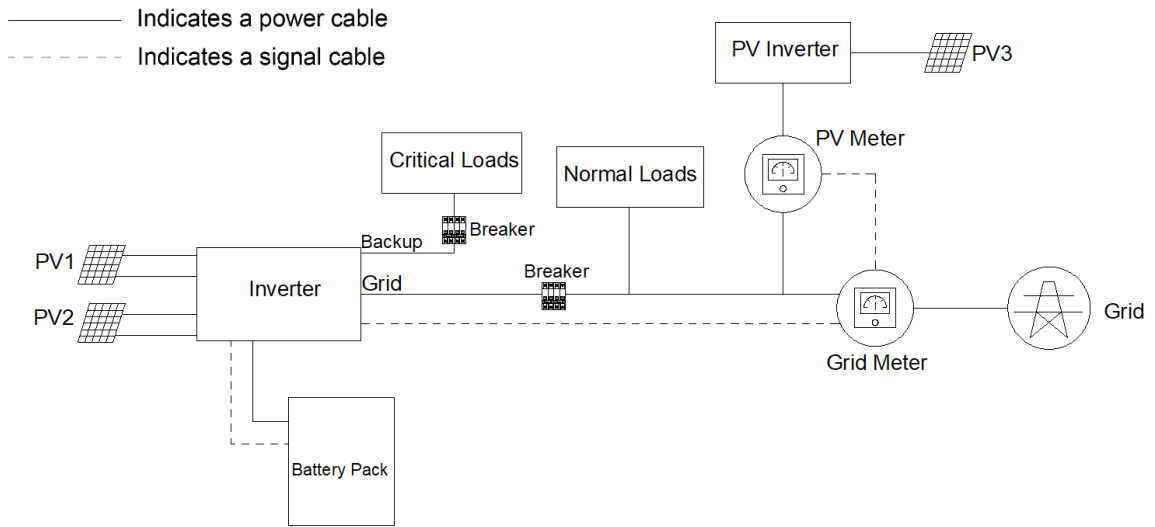 Indicates a power cable
Indicates a signal cable
PV Inverter
PV3
PV Meter
Critical Loads
Normal Loads
Breaker
Backup
PV1
Inverter
Grid
Breaker
PV2
Grid
Grid Meter
Battery Pack